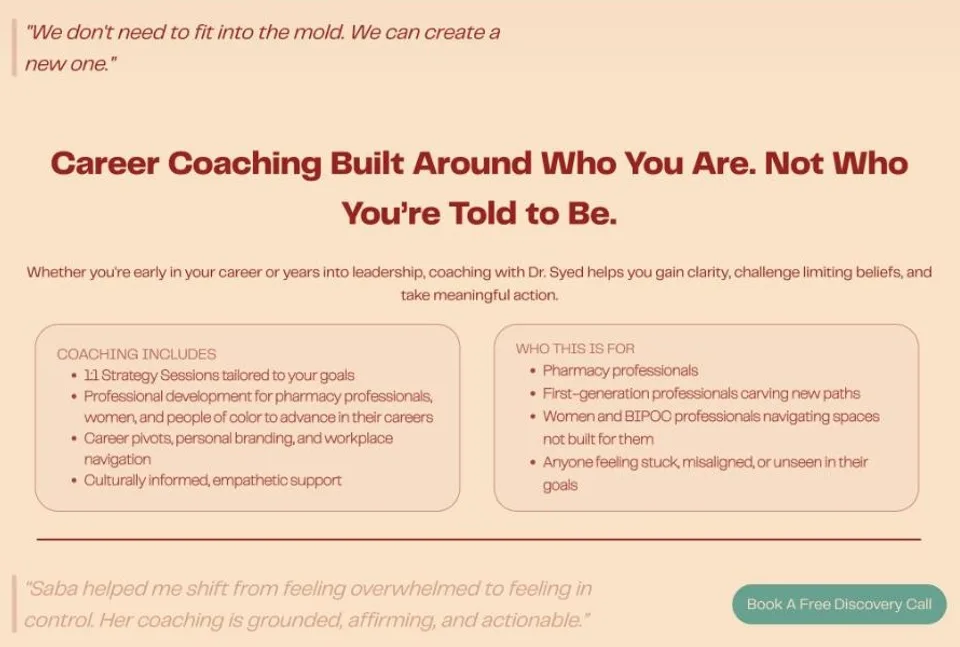 "We don't need to fit into the mold. We can create a
new one."
Career Coaching Built Around Who You Are. Not Who
You're Told to Be.
Whether you're early in your career or years into leadership, coaching with Dr. Syed helps you gain clarity, challenge limiting beliefs, and
take meaningful action.
COACHING INCLUDES
• 1:1 Strategy Sessions tailored to your goals
• Professional development for pharmacy professionals,
women, and people of color to advance in their careers
• Career pivots, personal branding, and workplace
navigation
• Culturally informed, empathetic support
WHO THIS IS FOR
• Pharmacy professionals
• First-generation professionals carving new paths
• Women and BIPOC professionals navigating spaces
not built for them
• Anyone feeling stuck, misaligned, or unseen in their
goals
"Saba helped me shift from feeling overwhelmed to feeling in
control. Her coaching is grounded, affirming, and actionable."
Book A Free Discovery Call